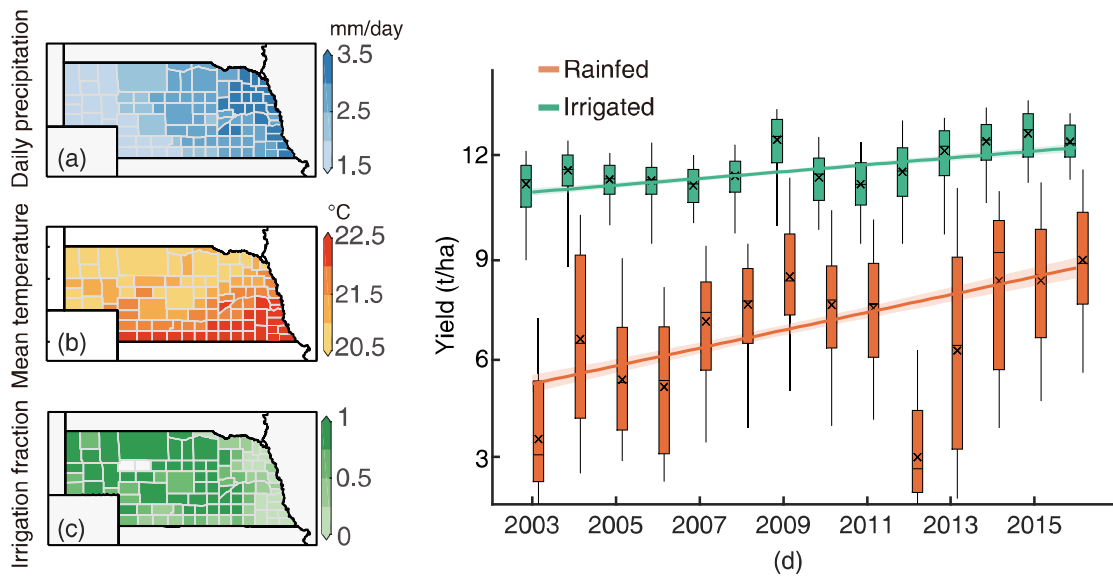 Daily precipitation
mm/day
3.5
2.5
1.5
(a)
Mean temperature
°C
22.5
21.5
20.5
(b)
Irrigation fraction
1
0.5
0
(c)
Rainfed
Irrigated
Yield (t/ha)
12
9
6
3
2003 2005 2007 2009 2011 2013 2015
(d)